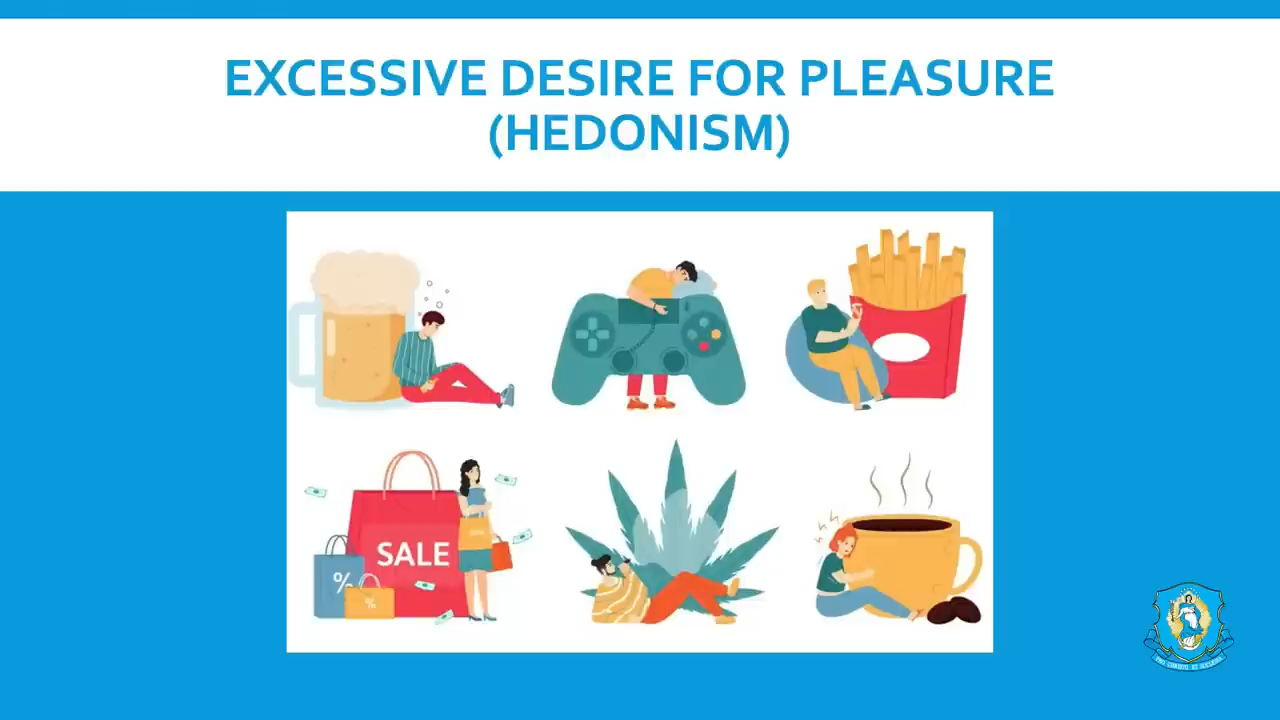 EXCESSIVE DESIRE FOR PLEASURE
(HEDONISM)
SALE
%
%